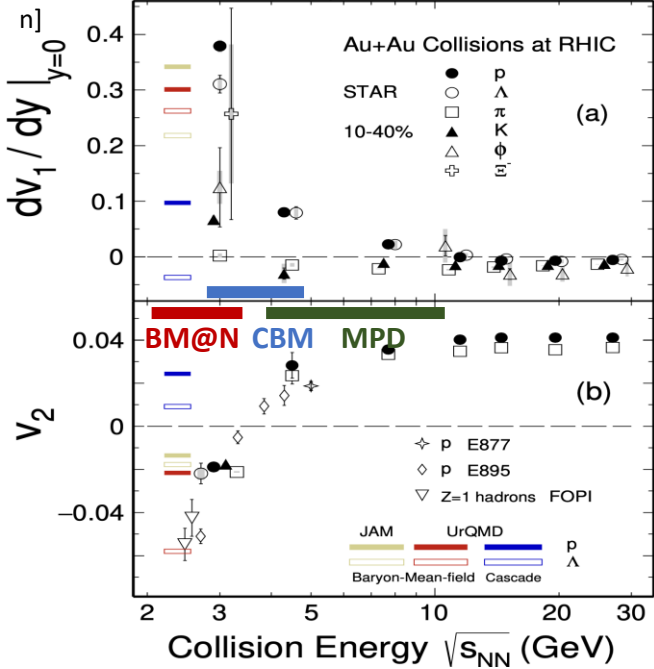 n]
dv₁ / dy |y=0
0.4
0.3
0.2
0.1
0
Au+Au Collisions at RHIC
STAR
10-40%
p
Λ
π
K
ϕ
Ξ⁻
(a)
BM@N CBM MPD
v₂
0.04
0
−0.04
(b)
p E877
p E895
Z=1 hadrons FOPI
JAM UrQMD
p
Λ
Baryon-Mean-field Cascade
2 3 4 5 10 20 30
Collision Energy √sNN (GeV)